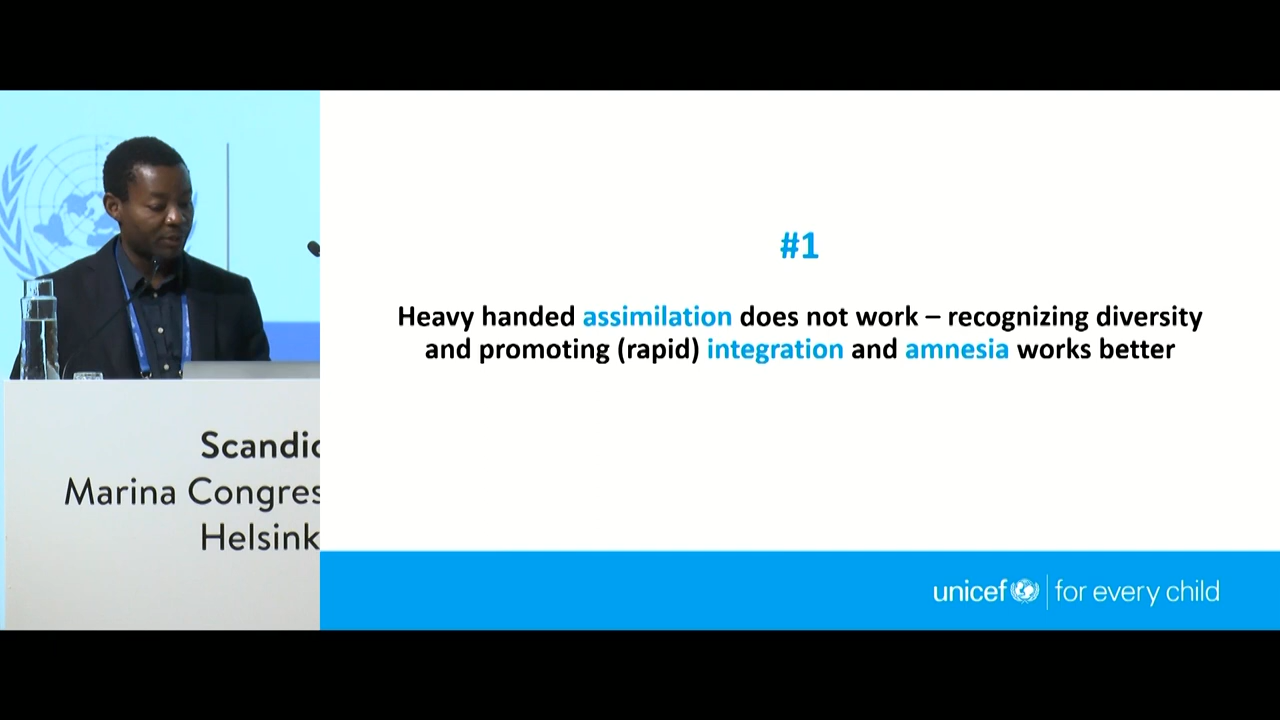 #1
Heavy handed assimilation does not work – recognizing diversity
and promoting (rapid) integration and amnesia works better
Scandic
Marina Congres
Helsink
unicef for every child